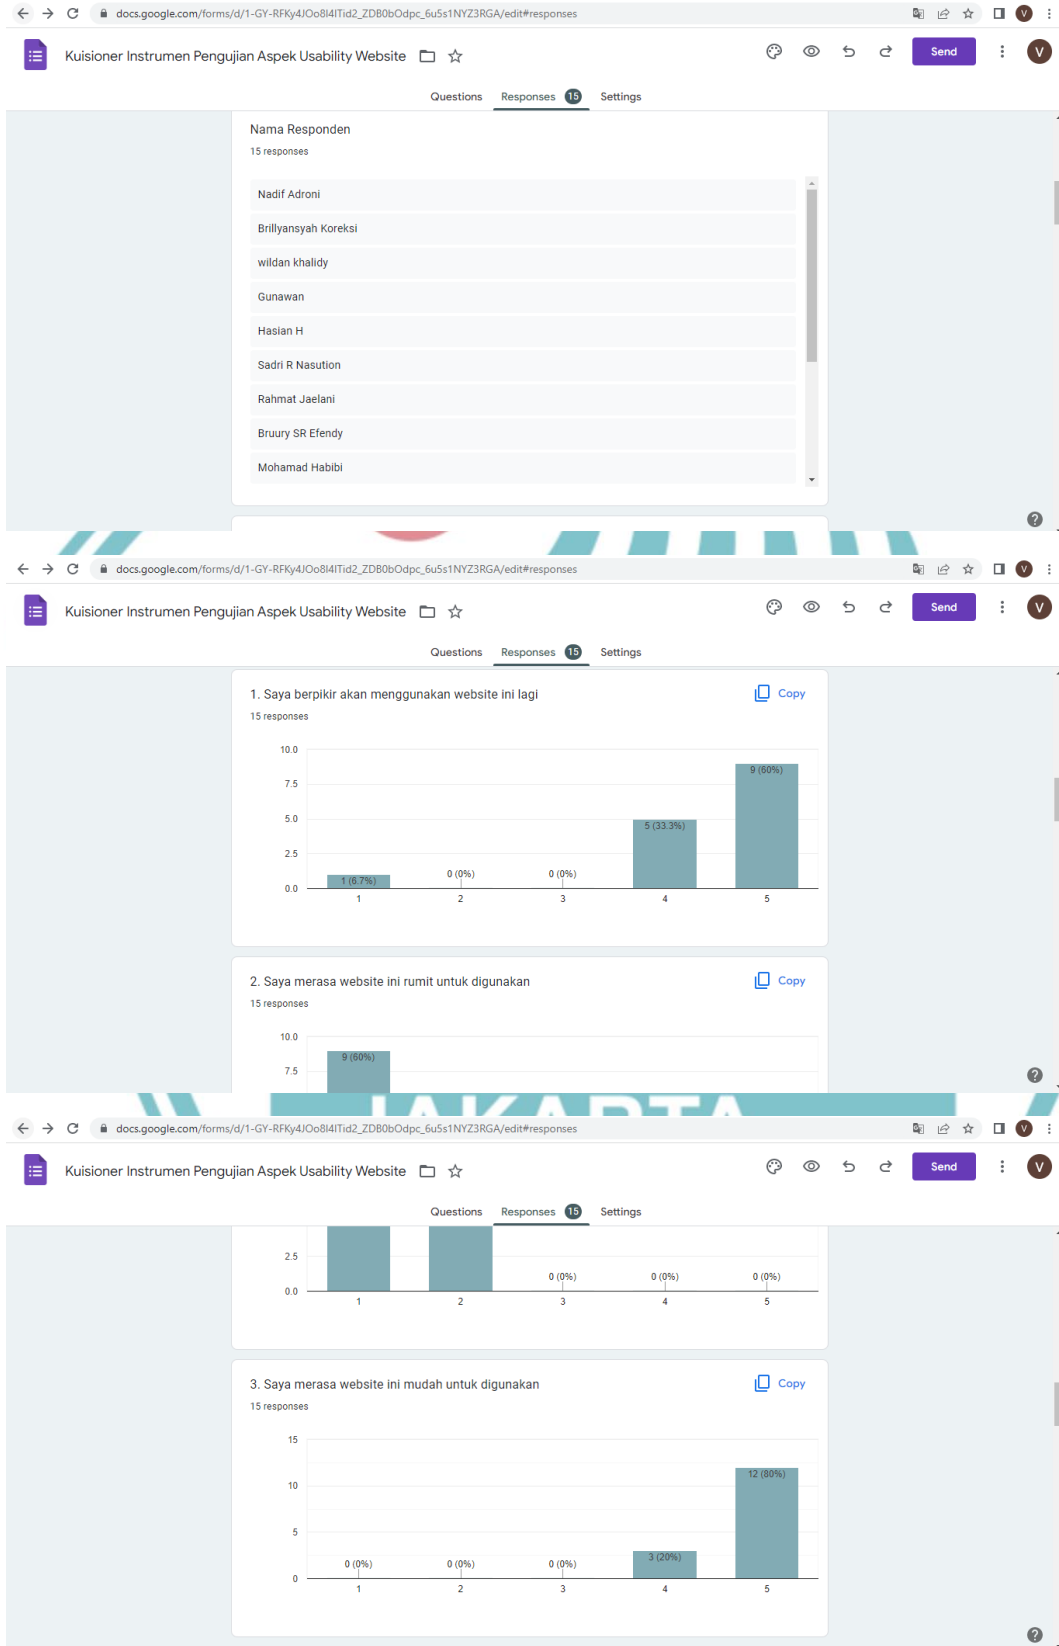 docs.google.com/forms/d/1-GY-RFKy4JOo8l4lTid2_ZDB0bOdpc_6u5s1NYZ3RGA/edit#responses
V
Kuisioner Instrumen Pengujian Aspek Usability Website
Send
V
Questions Responses 15 Settings
Nama Responden
15 responses
Nadif Adroni
Brillyansyah Koreksi
wildan khalidy
Gunawan
Hasian H
Sadri R Nasution
Rahmat Jaelani
Bruury SR Efendy
Mohamad Habibi
docs.google.com/forms/d/1-GY-RFKy4JOo8l4lTid2_ZDB0bOdpc_6u5s1NYZ3RGA/edit#responses
V
Kuisioner Instrumen Pengujian Aspek Usability Website
Send
V
Questions Responses 15 Settings
1. Saya berpikir akan menggunakan website ini lagi
Copy
15 responses
10.0
9 (60%)
7.5
5.0
5 (33.3%)
2.5
1 (6.7%) 0 (0%) 0 (0%)
0.0
1 2 3 4 5
2. Saya merasa website ini rumit untuk digunakan
Copy
15 responses
10.0
9 (60%)
7.5
JAKARTA
docs.google.com/forms/d/1-GY-RFKy4JOo8l4lTid2_ZDB0bOdpc_6u5s1NYZ3RGA/edit#responses
V
Kuisioner Instrumen Pengujian Aspek Usability Website
Send
V
Questions Responses 15 Settings
2.5
0 (0%) 0 (0%) 0 (0%)
0.0
1 2 3 4 5
3. Saya merasa website ini mudah untuk digunakan
Copy
15 responses
15
12 (80%)
10
5
0 (0%) 0 (0%) 0 (0%) 3 (20%)
0
1 2 3 4 5